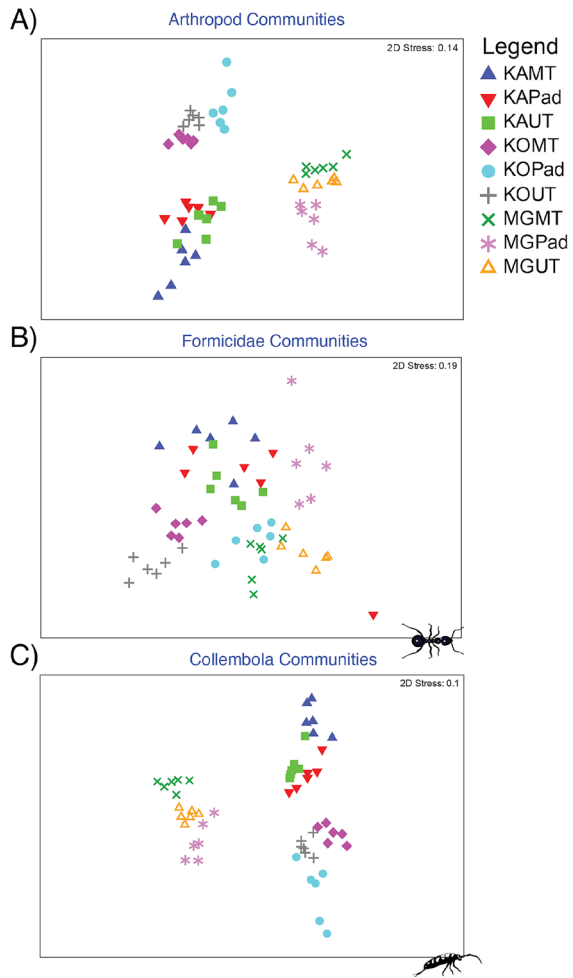 A)
Arthropod Communities
2D Stress: 0.14
Legend
KAMT
KAPad
KAUT
KOMT
KOPad
KOUT
MGMT
MGPad
MGUT
B)
Formicidae Communities
2D Stress: 0.19
C)
Collembola Communities
2D Stress: 0.1